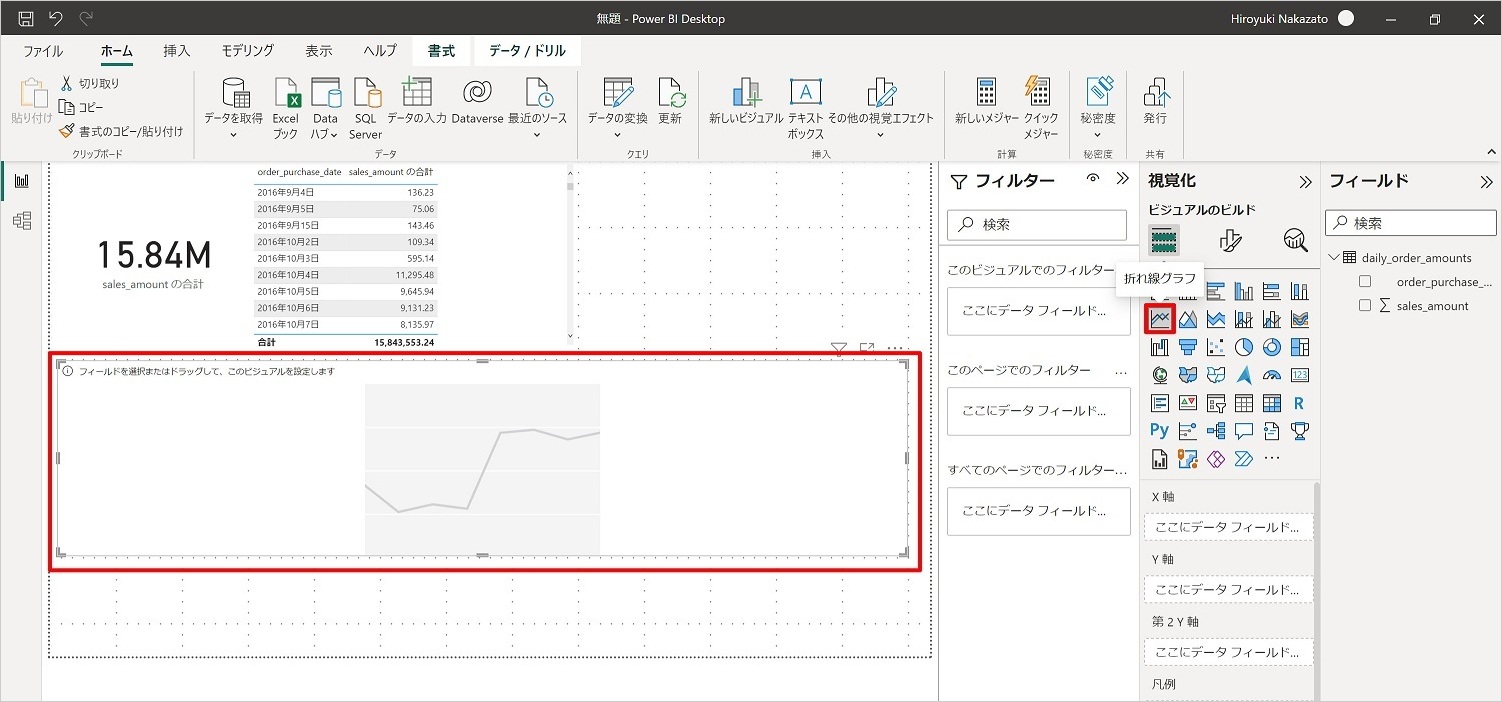 無題 - Power BI Desktop
Hiroyuki Nakazato
ファイル ホーム 挿入 モデリング 表示 ヘルプ 書式 データ / ドリル
貼り付け
切り取り
コピー
書式のコピー/貼り付け
クリップボード
データを取得
Excel ブック
Data ハブ
SQL Server
データの入力
Dataverse
最近のソース
データ
データの変換
更新
クエリ
新しいビジュアル
テキスト ボックス
その他の視覚エフェクト
挿入
新しいメジャー
クイック メジャー
計算
秘密度
秘密度
発行
共有
15.84M
sales_amount の合計
order_purchase_date sales_amount の合計
2016年9月4日 136.23
2016年9月5日 75.06
2016年9月15日 143.46
2016年10月2日 109.34
2016年10月3日 595.14
2016年10月4日 11,295.48
2016年10月5日 9,645.94
2016年10月6日 9,131.23
2016年10月7日 8,135.97
合計 15,843,553.24
フィールドを選択またはドラッグして、このビジュアルを設定します
フィルター
検索
このビジュアルでのフィルター
ここにデータ フィールド...
このページでのフィルター ...
ここにデータ フィールド...
すべてのページでのフィルター...
ここにデータ フィールド...
視覚化
ビジュアルのビルド
折れ線グラフ
123
R
Py
...
X 軸
ここにデータ フィールド...
Y 軸
ここにデータ フィールド...
第 2 Y 軸
ここにデータ フィールド...
凡例
フィールド
検索
daily_order_amounts
order_purchase_...
sales_amount